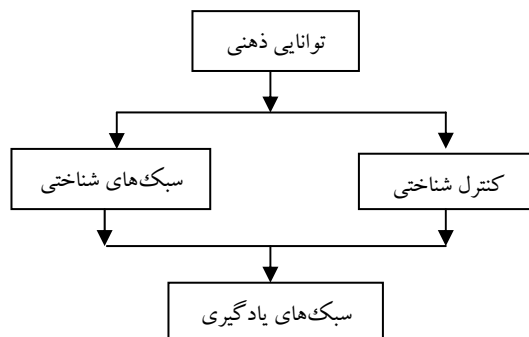 توانایی ذهنی
کنترل شناختی
سبک‌های شناختی
سبک‌های یادگیری